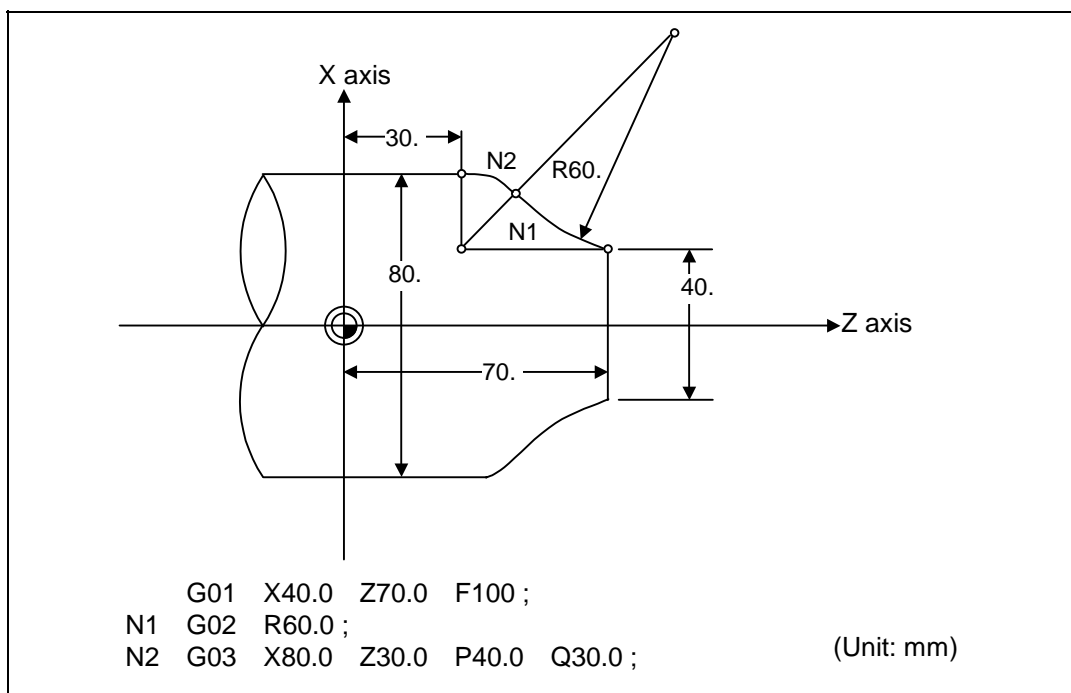 X axis
30.
N2
R60.
N1
80.
40.
Z axis
70.
G01 X40.0 Z70.0 F100 ;
N1 G02 R60.0 ;
N2 G03 X80.0 Z30.0 P40.0 Q30.0 ;
(Unit: mm)